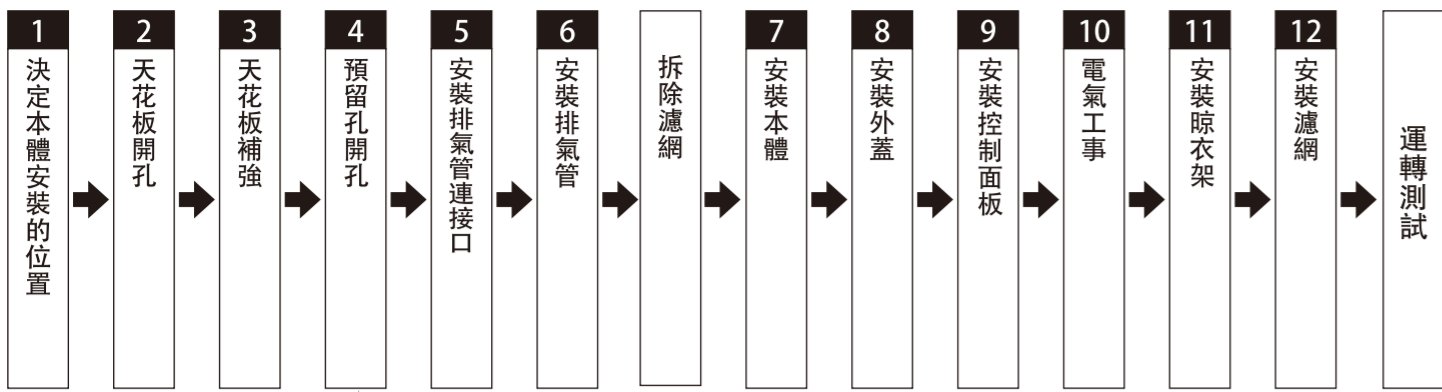 1
決定本體安裝的位置
2
天花板開孔
3
天花板補強
4
預留孔開孔
5
安裝排氣管連接口
6
安裝排氣管
拆除濾網
7
安裝本體
8
安裝外蓋
9
安裝控制面板
10
電氣工事
11
安裝晾衣架
12
安裝濾網
運轉測試